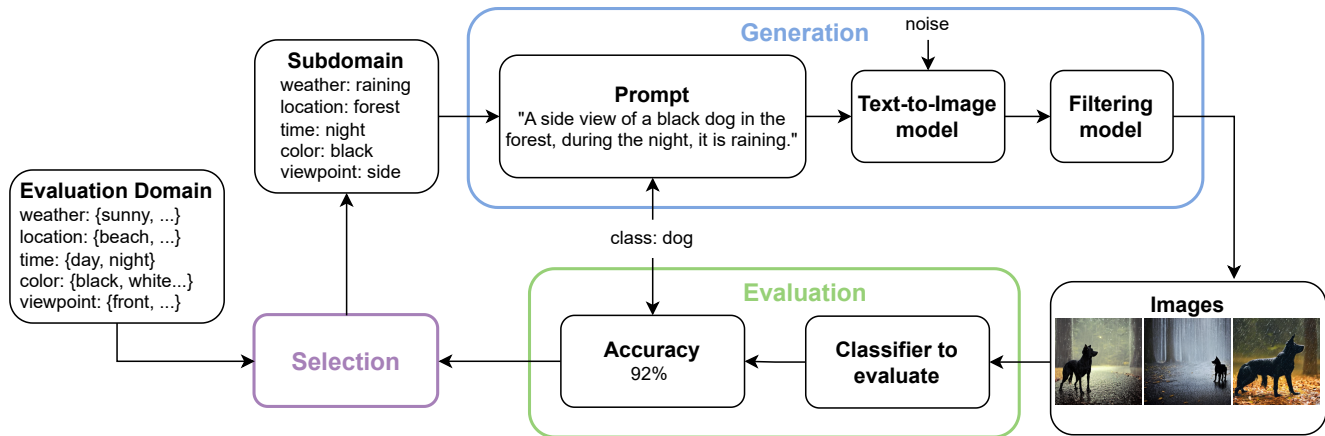 Evaluation Domain
weather: {sunny, ...}
location: {beach, ...}
time: {day, night}
color: {black, white...}
viewpoint: {front, ...}
Selection
Subdomain
weather: raining
location: forest
time: night
color: black
viewpoint: side
Generation
Prompt
"A side view of a black dog in the
forest, during the night, it is raining."
noise
Text-to-Image
model
Filtering
model
class: dog
Images
Evaluation
Classifier to
evaluate
Accuracy
92%